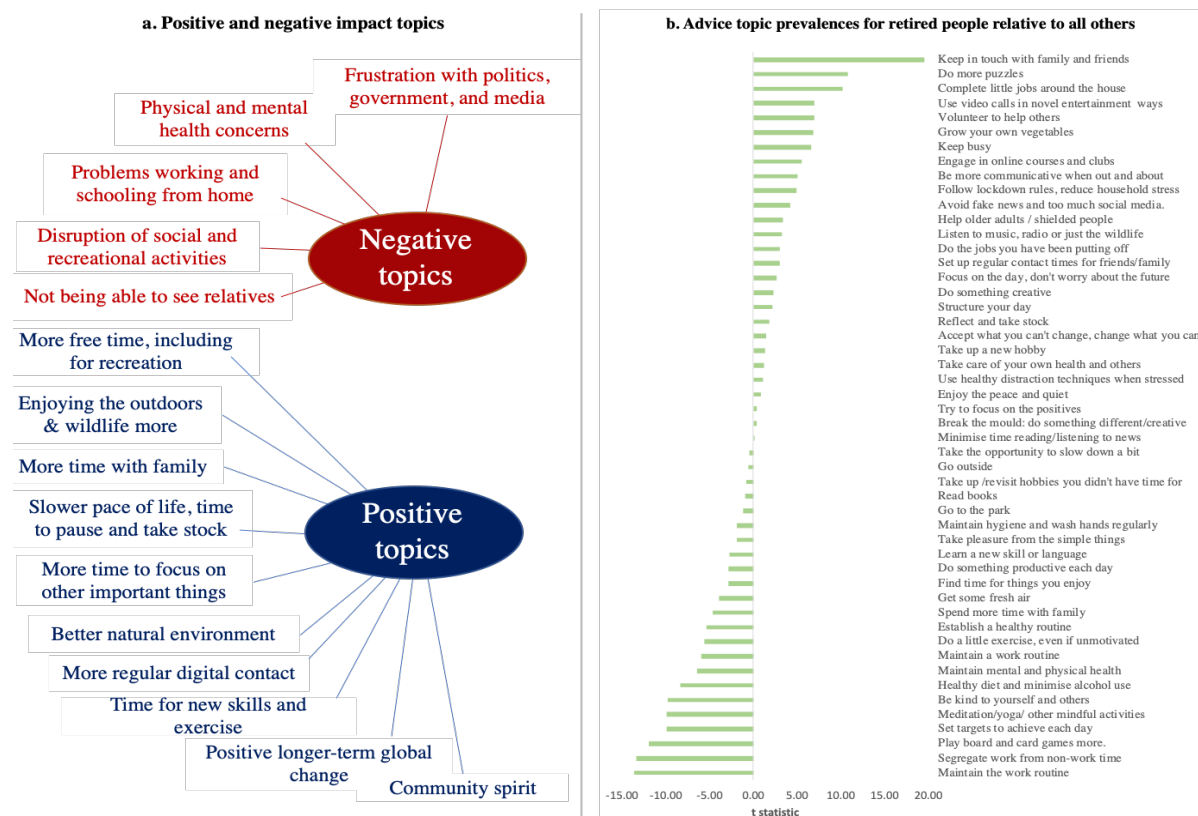 a. Positive and negative impact topics
Frustration with politics,
government, and media
Physical and mental
health concerns
Problems working and
schooling from home
Disruption of social and
recreational activities
Not being able to see relatives
Negative
topics
More free time, including
for recreation
Enjoying the outdoors
& wildlife more
More time with family
Slower pace of life, time
to pause and take stock
More time to focus on
other important things
Better natural environment
More regular digital contact
Time for new skills and
exercise
Positive longer-term global
change
Community spirit
Positive
topics
b. Advice topic prevalences for retired people relative to all others
Keep in touch with family and friends
Do more puzzles
Complete little jobs around the house
Use video calls in novel entertainment ways
Volunteer to help others
Grow your own vegetables
Keep busy
Engage in online courses and clubs
Be more communicative when out and about
Follow lockdown rules, reduce household stress
Avoid fake news and too much social media.
Help older adults / shielded people
Listen to music, radio or just the wildlife
Do the jobs you have been putting off
Set up regular contact times for friends/family
Focus on the day, don't worry about the future
Do something creative
Structure your day
Reflect and take stock
Accept what you can't change, change what you can
Take up a new hobby
Take care of your own health and others
Use healthy distraction techniques when stressed
Enjoy the peace and quiet
Try to focus on the positives
Break the mould: do something different/creative
Minimise time reading/listening to news
Take the opportunity to slow down a bit
Go outside
Take up /revisit hobbies you didn't have time for
Read books
Go to the park
Maintain hygiene and wash hands regularly
Take pleasure from the simple things
Learn a new skill or language
Do something productive each day
Find time for things you enjoy
Get some fresh air
Spend more time with family
Establish a healthy routine
Do a little exercise, even if unmotivated
Maintain a work routine
Maintain mental and physical health
Healthy diet and minimise alcohol use
Be kind to yourself and others
Meditation/yoga/ other mindful activities
Set targets to achieve each day
Play board and card games more.
Segregate work from non-work time
Maintain the work routine
-15.00 -10.00 -5.00 0.00 5.00 10.00 15.00 20.00
t statistic